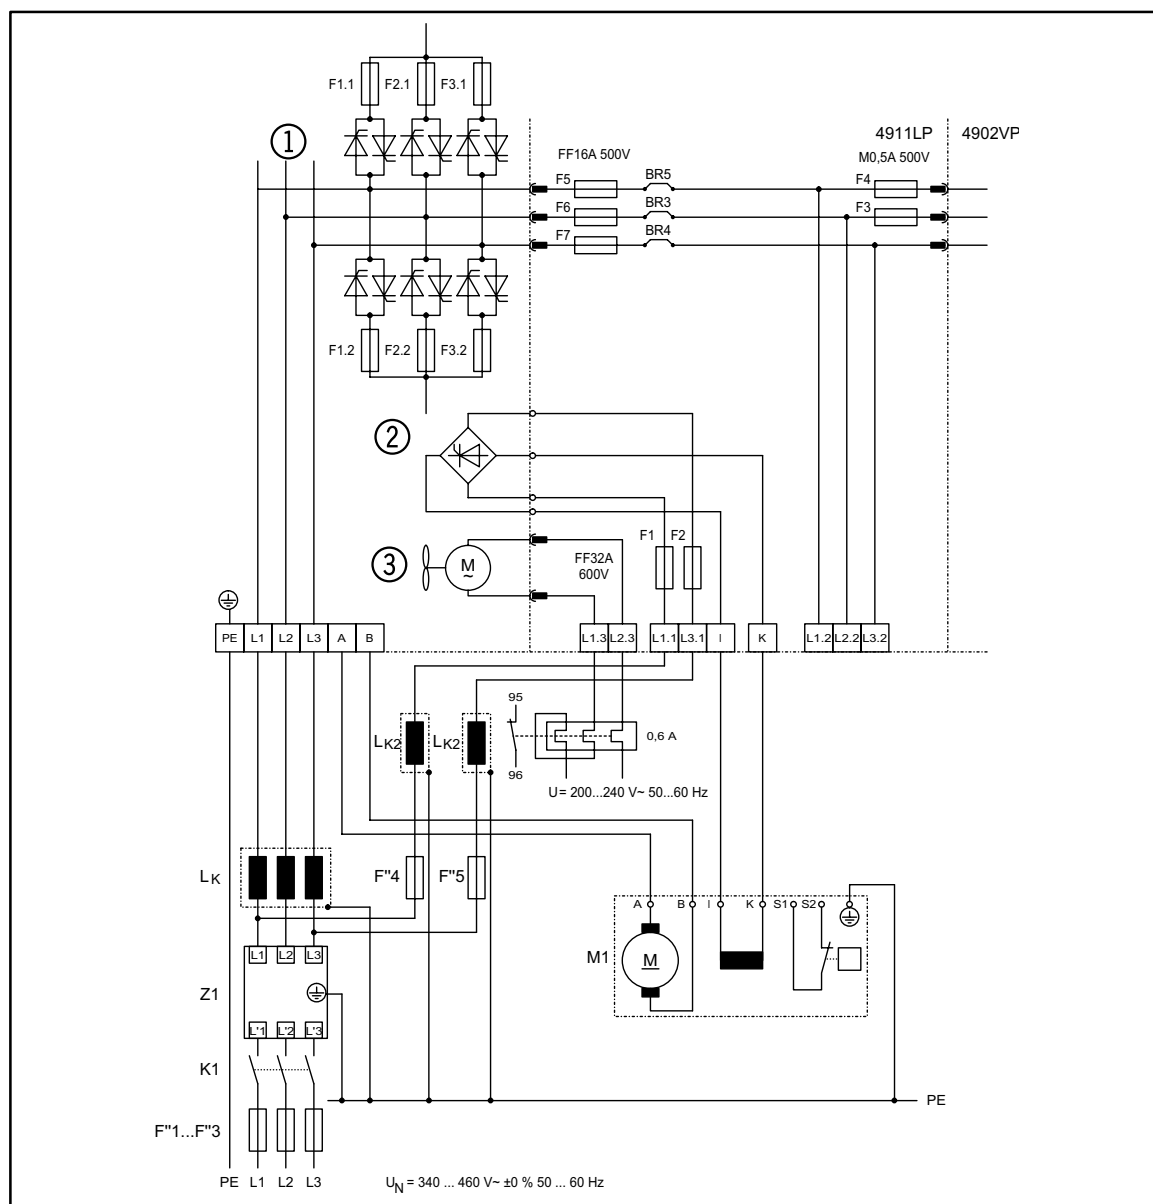 F1.1 F2.1 F3.1
1
4911LP 4902VP
FF16A 500V M0,5A 500V
F5 BR5 F4
F6 BR3 F3
F7 BR4
F1.2 F2.2 F3.2
2
3
M
~
FF32A
600V
F1 F2
PE L1 L2 L3 A B L1.3 L2.3 L1.1 L3.1 I K L1.2 L2.2 L3.2
95
LK2 LK2 0,6 A
96
U= 200...240 V~ 50...60 Hz
LK F"4 F"5
A B I K S1 S2
M1 M
L1 L2 L3
Z1
L'1 L'2 L'3
K1
PE
F"1...F"3
PE L1 L2 L3 UN = 340 ... 460 V~ ±0 % 50 ... 60 Hz